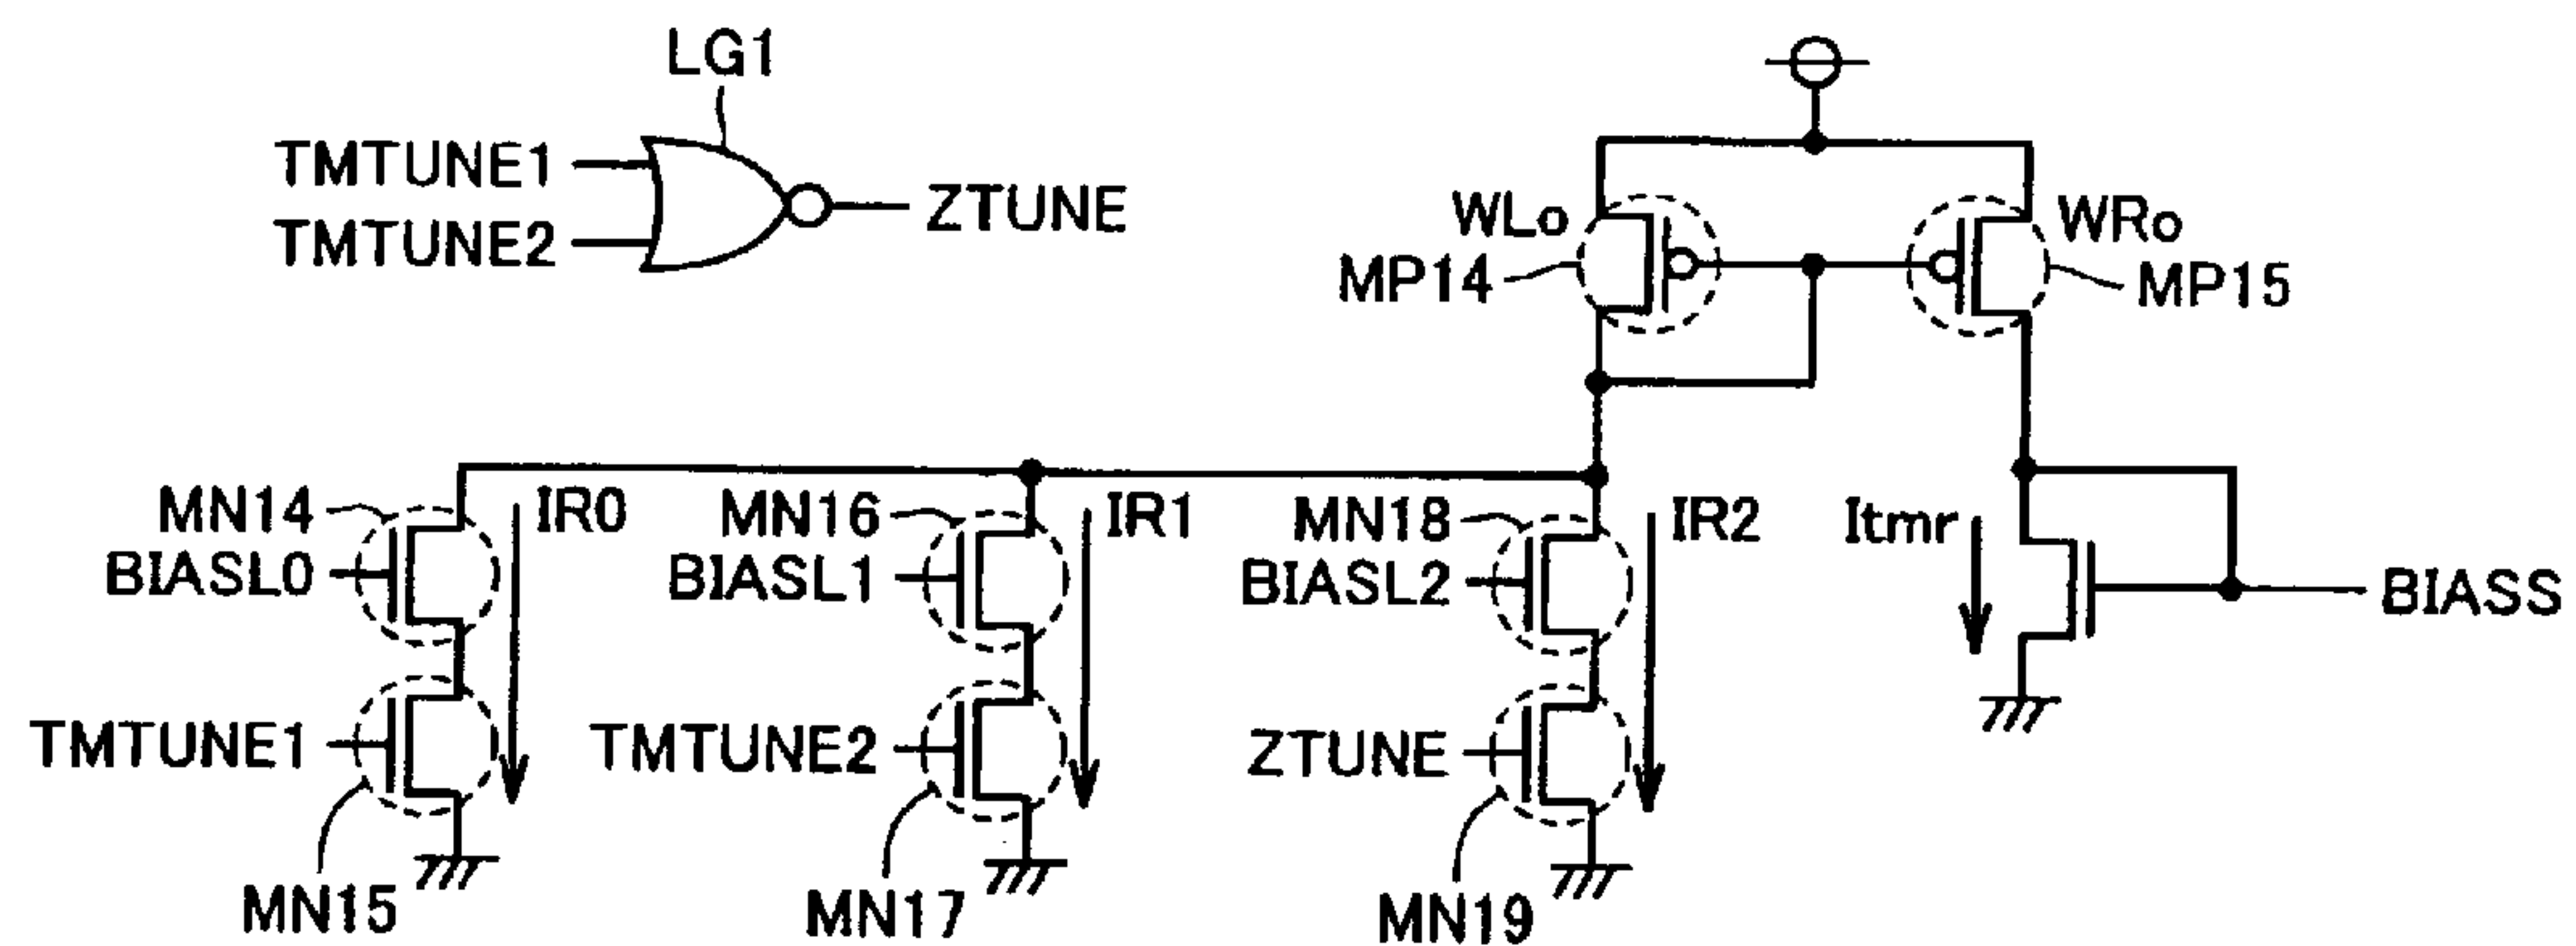 LG1
TMTUNE1
TMTUNE2
ZTUNE
WLo
MP14
WRo
MP15
MN14
BIASL0
IR0
MN16
BIASL1
IR1
MN18
BIASL2
IR2
Itmr
BIASS
TMTUNE1
TMTUNE2
ZTUNE
MN15
MN17
MN19